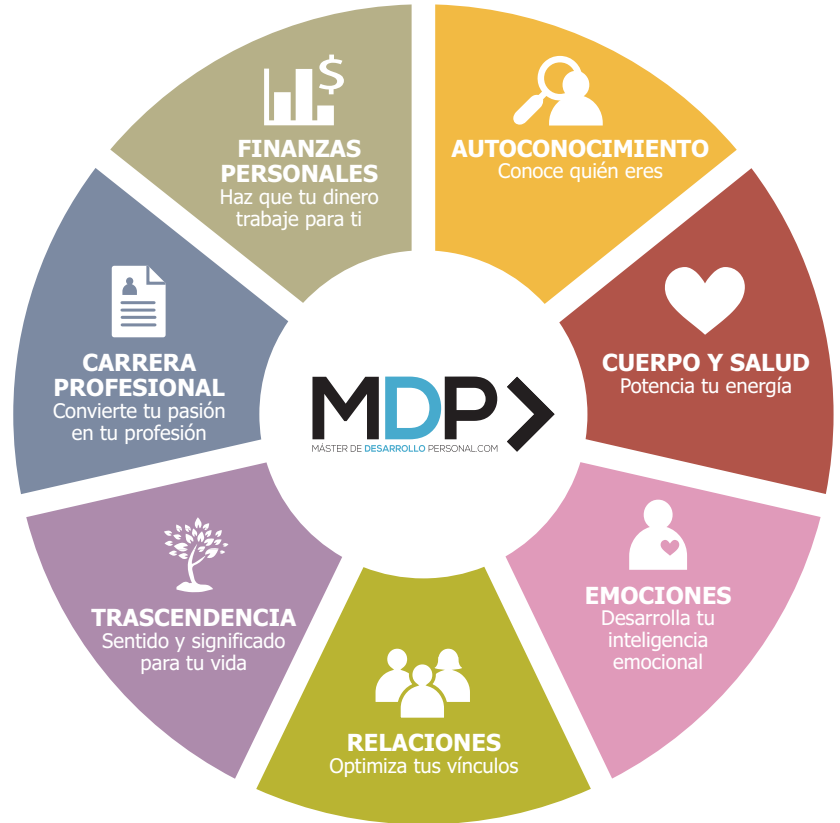 $
FINANZAS
PERSONALES
Haz que tu dinero
trabaje para ti
AUTOCONOCIMIENTO
Conoce quién eres
CUERPO Y SALUD
Potencia tu energía
EMOCIONES
Desarrolla tu
inteligencia
emocional
RELACIONES
Optimiza tus vínculos
TRASCENDENCIA
Sentido y significado
para tu vida
CARRERA
PROFESIONAL
Convierte tu pasión
en tu profesión
MDP
MÁSTER DE DESARROLLO PERSONAL.COM